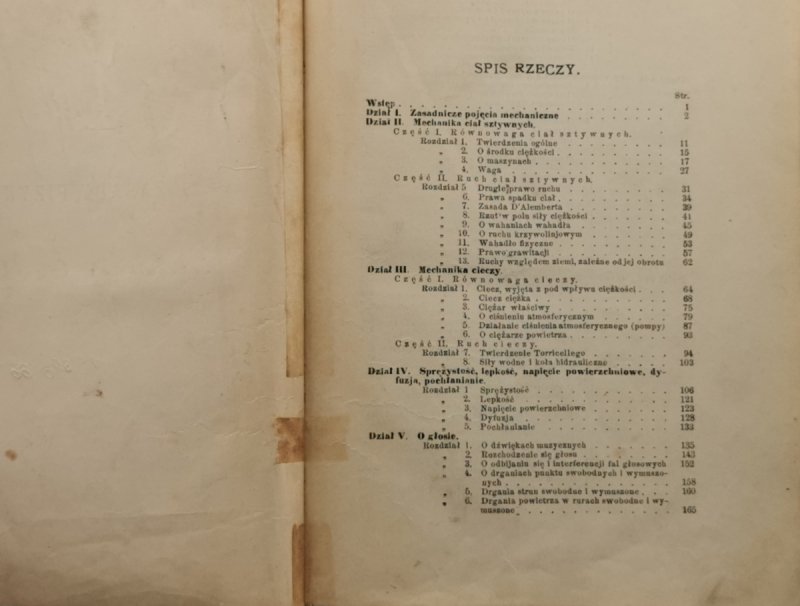 SPIS RZECZY.
Str.
Wstęp . . . . . . . . . . . . . . . . . . . 1
Dział I. Zasadnicze pojęcia mechaniczne . . . . . . . . 2
Dział II. Mechanika ciał sztywnych.
Część I. Równowaga ciał sztywnych.
Rozdział 1. Twierdzenia ogólne . . . . . . . . 11
„ 2. O środku ciężkości . . . . . . . . 15
„ 3. O maszynach . . . . . . . . . 17
„ 4. Waga . . . . . . . . . . . 27
Część II. Ruch ciał sztywnych.
Rozdział 5 Drugie prawo ruchu . . . . . . . . 31
„ 6. Prawa spadku ciał . . . . . . . . 34
„ 7. Zasada D'Alemberta . . . . . . . . 39
„ 8. Rzut w polu siły ciężkości . . . . . . 41
„ 9. O wahaniach wahadła . . . . . . . 45
„ 10. O ruchu krzywolinjowym . . . . . . . 49
„ 11. Wahadło fizyczne . . . . . . . . . 53
„ 12. Prawo grawitacji . . . . . . . . . 57
„ 13. Ruchy względem ziemi, zależne od jej obrotu 62
Dział III. Mechanika cieczy.
Część I. Równowaga cieczy.
Rozdział 1. Ciecz, wyjęta z pod wpływu ciężkości . . . 64
„ 2. Ciecz ciężka . . . . . . . . . . 68
„ 3. Ciężar właściwy . . . . . . . . . 75
„ 4. O ciśnieniu atmosferycznym . . . . . . 79
„ 5. Działanie ciśnienia atmosferycznego (pompy) 87
„ 6. O ciężarze powietrza . . . . . . . . 93
Część II. Ruch cieczy.
Rozdział 7. Twierdzenie Torricellego . . . . . . 94
„ 8. Siły wodne i koła hidrauliczne . . . . . 103
Dział IV. Sprężystość, lepkość, napięcie powierzchniowe, dy-
fuzja, pochłanianie.
Rozdział 1 Sprężystość . . . . . . . . . . 106
„ 2. Lepkość . . . . . . . . . . . 121
„ 3. Napięcie powierzchniowe . . . . . . . 123
„ 4. Dyfuzja . . . . . . . . . . . 128
„ 5. Pochłanianie . . . . . . . . . . 133
Dział V. O głosie.
Rozdział 1. O dźwiękach muzycznych . . . . . . 135
„ 2. Rozchodzenie się głosu . . . . . . . 143
„ 3. O odbijaniu się i interferencji fal głosowych 152
„ 4. O drganiach punktu swobodnych i wymuszo-
nych . . . . . . . . . . . . . 158
„ 5. Drgania strun swobodne i wymuszone . . . 160
„ 6. Drgania powietrza w rurach swobodne i wy-
muszone . . . . . . . . . . . . 165